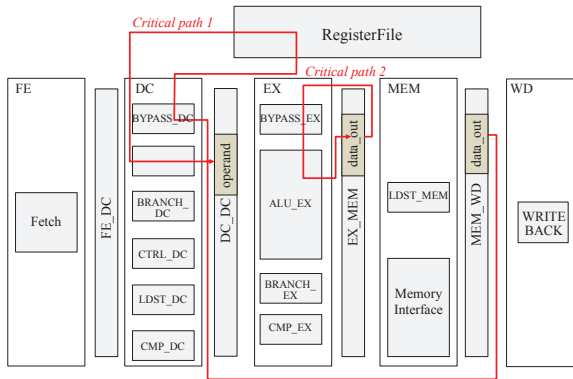 Critical path 1
RegisterFile
Critical path 2
FE
DC
EX
MEM
WD
BYPASS_DC
BYPASS_EX
operand
data_out
data_out
Fetch
FE_DC
BRANCH_
DC
DC_DC
ALU_EX
EX_MEM
LDST_MEM
MEM_WD
WRITE
BACK
CTRL_DC
LDST_DC
BRANCH_
EX
Memory
Interface
CMP_DC
CMP_EX